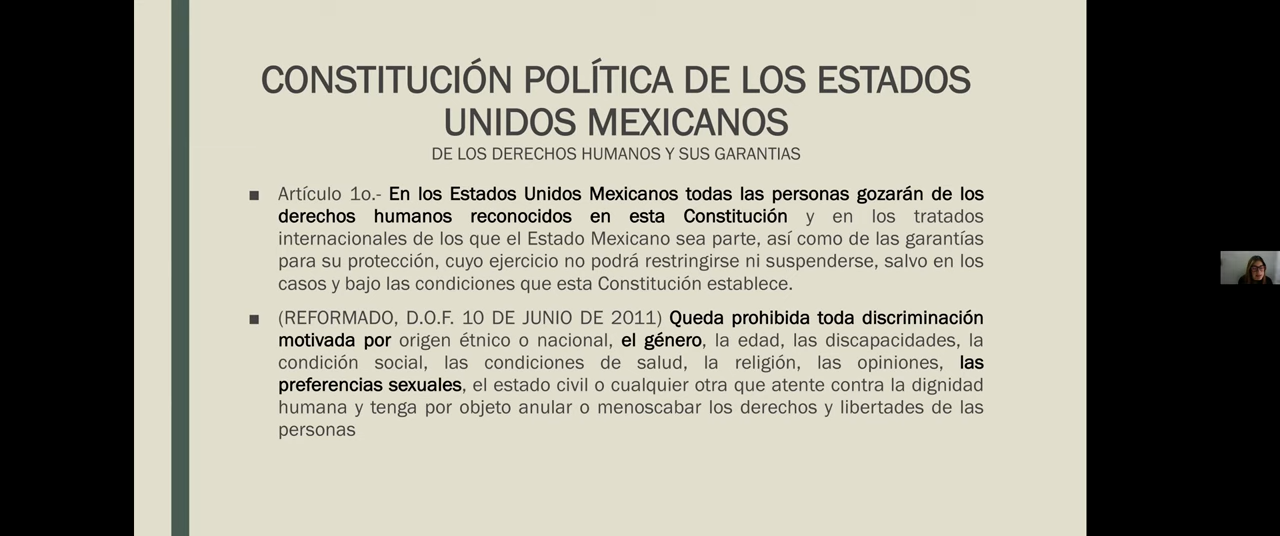 CONSTITUCIÓN POLÍTICA DE LOS ESTADOS
UNIDOS MEXICANOS
DE LOS DERECHOS HUMANOS Y SUS GARANTIAS
■ Artículo 1o.- En los Estados Unidos Mexicanos todas las personas gozarán de los
derechos humanos reconocidos en esta Constitución y en los tratados
internacionales de los que el Estado Mexicano sea parte, así como de las garantías
para su protección, cuyo ejercicio no podrá restringirse ni suspenderse, salvo en los
casos y bajo las condiciones que esta Constitución establece.
■ (REFORMADO, D.O.F. 10 DE JUNIO DE 2011) Queda prohibida toda discriminación
motivada por origen étnico o nacional, el género, la edad, las discapacidades, la
condición social, las condiciones de salud, la religión, las opiniones, las
preferencias sexuales, el estado civil o cualquier otra que atente contra la dignidad
humana y tenga por objeto anular o menoscabar los derechos y libertades de las
personas